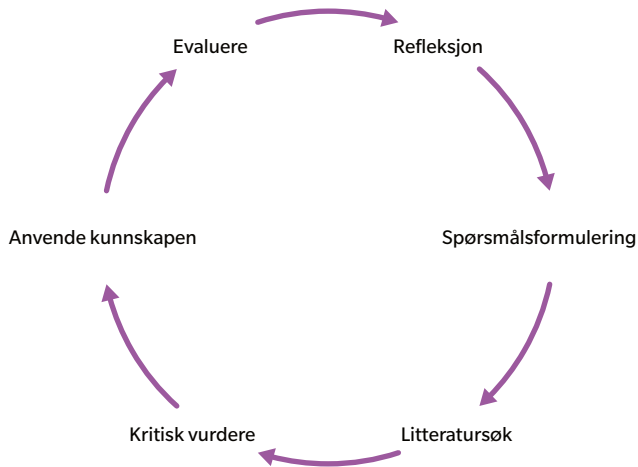 Evaluere
Refleksjon
Anvende kunnskapen
Spørsmålsformulering
Kritisk vurdere
Litteratursøk